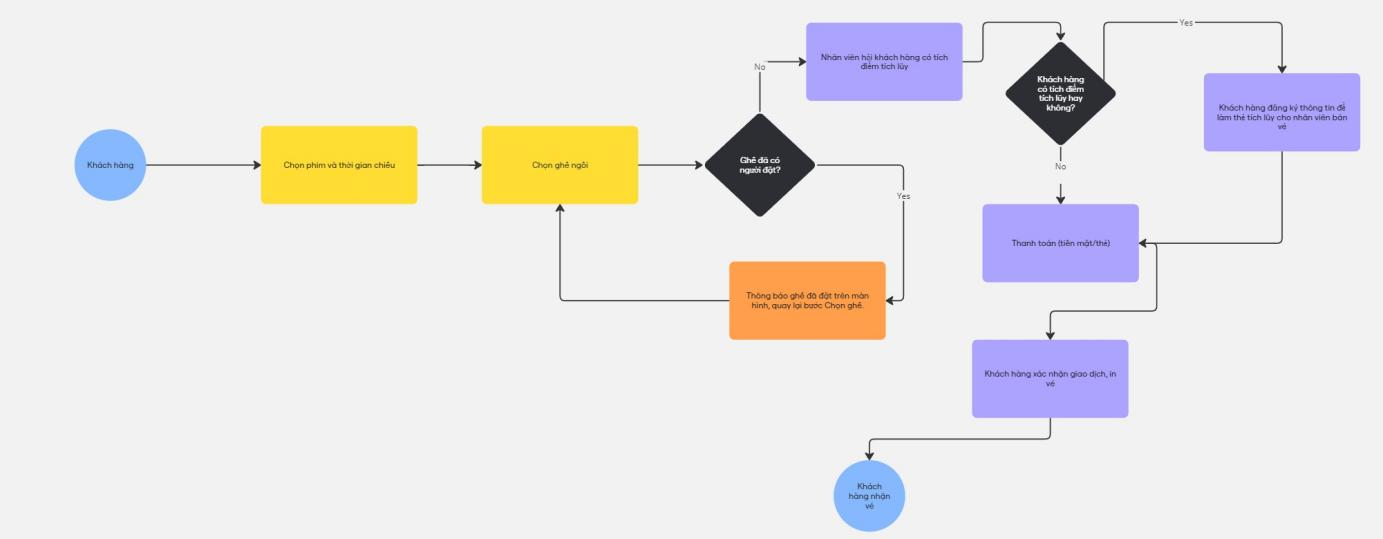 Khách hàng
Chọn phim và thời gian chiếu
Chọn ghế ngồi
Ghế đã có
người đặt?
No
Yes
Thông báo ghế đã đặt trên màn
hình, quay lại bước Chọn ghế.
Nhân viên hỏi khách hàng có tích
điểm tích lũy
Khách hàng
có tích điểm
tích lũy hay
không?
Yes
No
Khách hàng đăng ký thông tin để
làm thẻ tích lũy cho nhân viên bán
vé
Thanh toán (tiền mặt/thẻ)
Khách hàng xác nhận giao dịch, in
vé
Khách
hàng nhận
vé